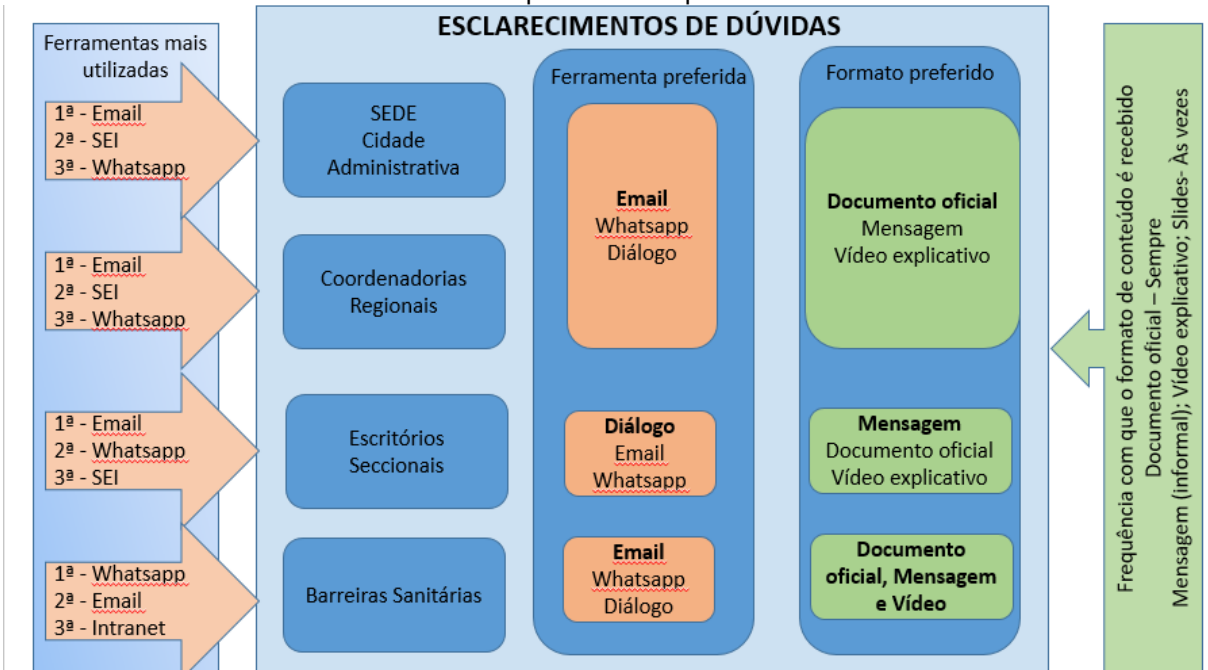 ESCLARECIMENTOS DE DÚVIDAS
Ferramentas mais
utilizadas
1ª - Email
2ª - SEI
3ª - Whatsapp
1ª - Email
2ª - SEI
3ª - Whatsapp
1ª - Email
2ª - Whatsapp
3ª - SEI
1ª - Whatsapp
2ª - Email
3ª - Intranet
SEDE
Cidade
Administrativa
Coordenadorias
Regionais
Escritórios
Seccionais
Barreiras Sanitárias
Ferramenta preferida
Email
Whatsapp
Diálogo
Diálogo
Email
Whatsapp
Email
Whatsapp
Diálogo
Formato preferido
Documento oficial
Mensagem
Vídeo explicativo
Mensagem
Documento oficial
Vídeo explicativo
Documento
oficial, Mensagem
e Vídeo
Frequência com que o formato de conteúdo é recebido
Documento oficial – Sempre
Mensagem (informal); Vídeo explicativo; Slides- Às vezes